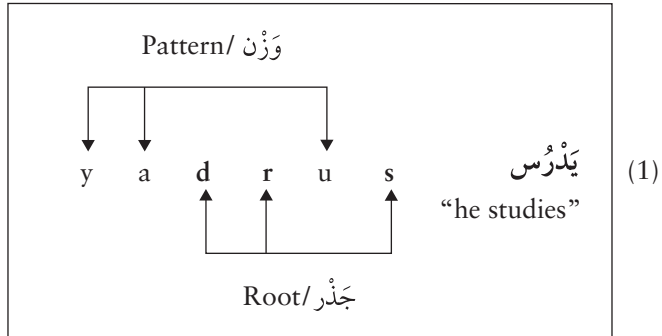 Pattern/ وَزْن
y a d r u s يَدْرُس (1)
“he studies”
Root/جَذْر